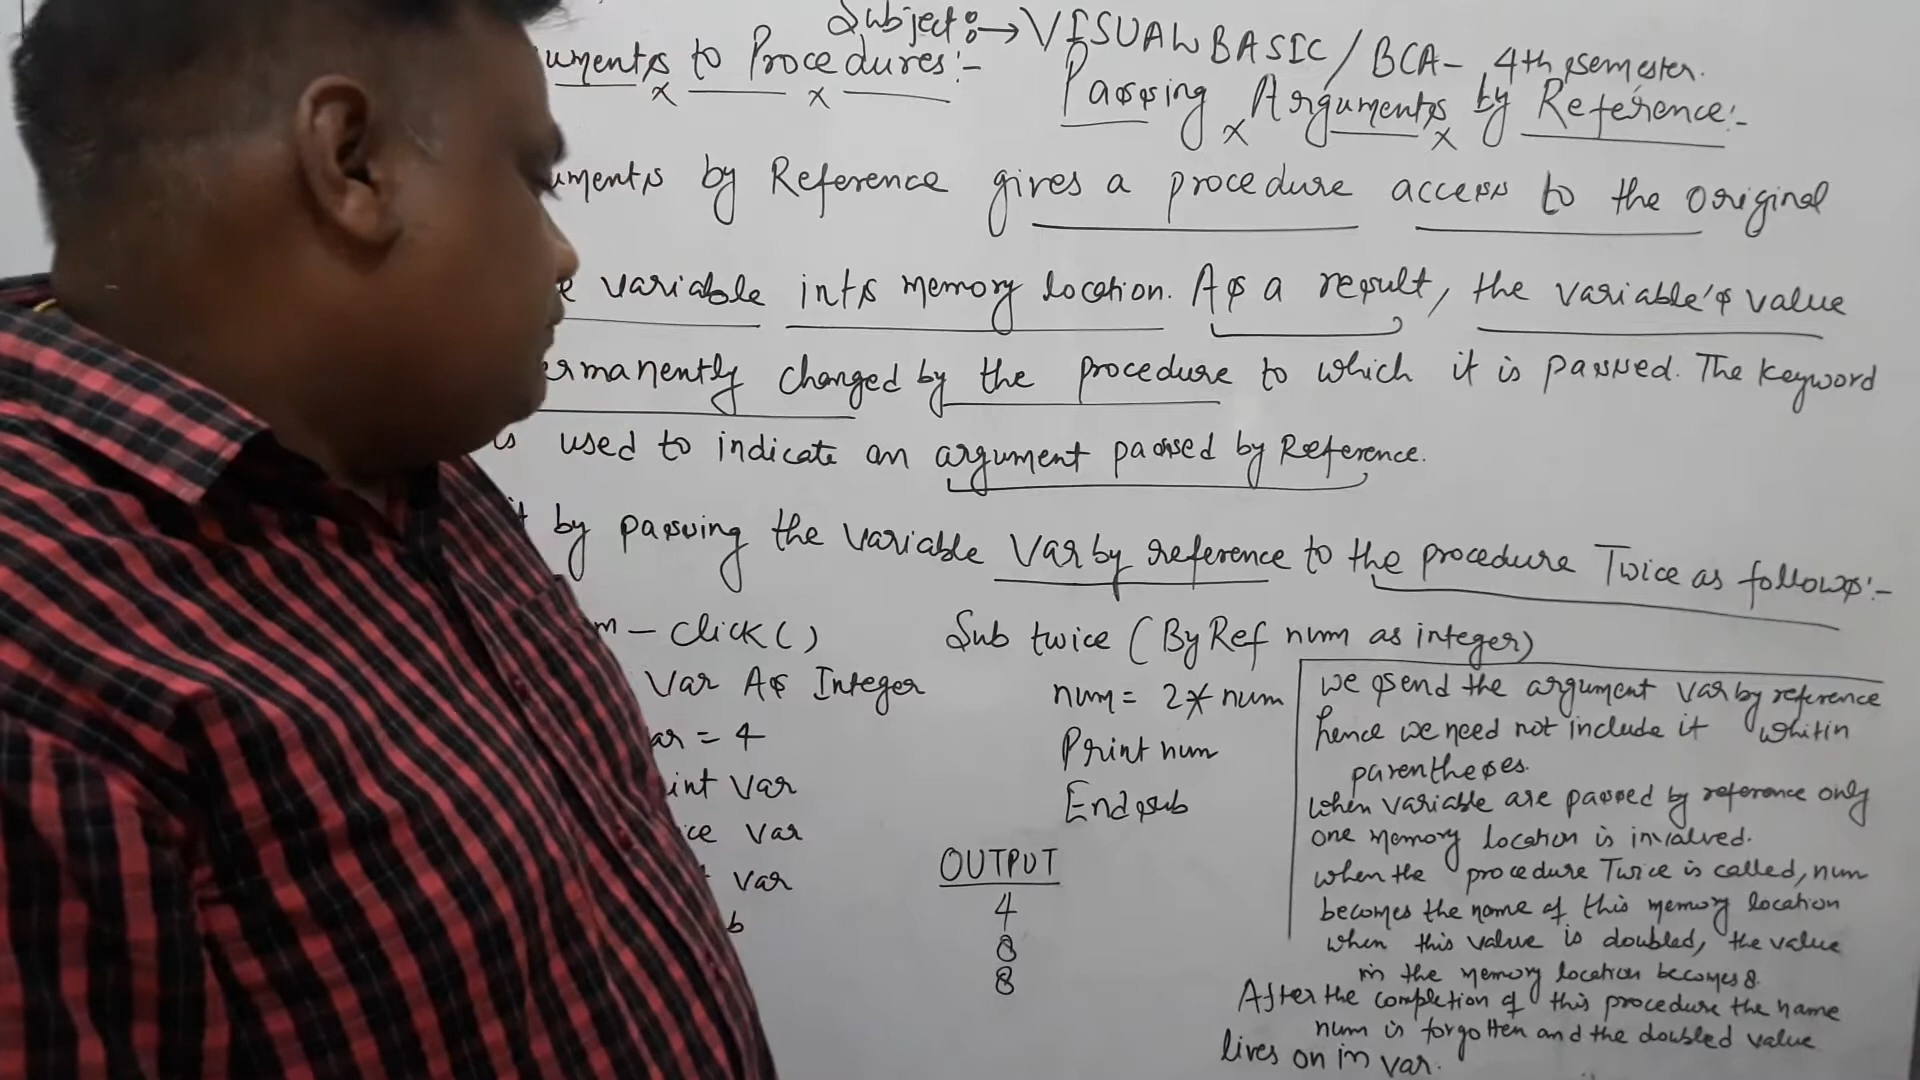 Subject:→ VISUAL BASIC / BCA- 4th semester.
uments to Procedures:-
Passing Arguments by Reference:-
uments by Reference gives a procedure access to the original
e variable ints memory location. As a result, the variable's value
ermanently changed by the procedure to which it is passed. The keyword
is used to indicate an argument passed by Reference.
it by passing the variable Var by reference to the procedure Twice as follows:-
m - Click()
Var As Integer
ar = 4
int Var
ice Var
t Var
b
Sub twice (ByRef num as integer)
num = 2* num
Print num
End sub
OUTPUT
4
8
8
we send the argument var by reference
hence we need not include it whitin
parentheses.
when variable are passed by reference only
one memory location is invalved.
when the procedure Twice is called, num
becomes the name of this memory location
when this value is doubled, the value
in the memory location becomes 8.
After the completion of this procedure the name
num is forgotten and the doubled value
lives on in var.